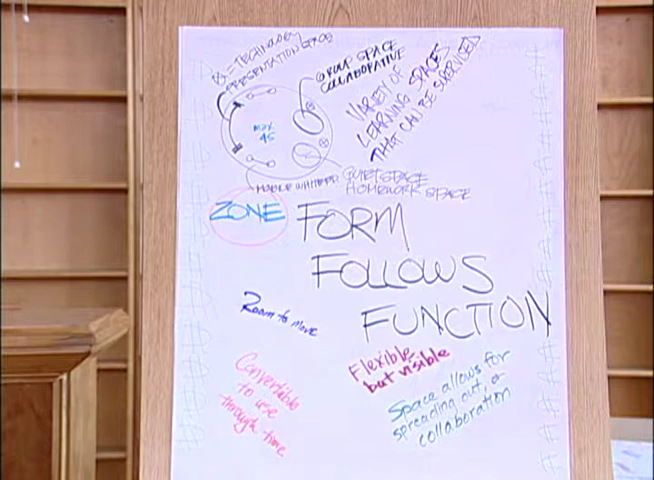 ⊗ = TECHNOLOGY
PRESENTATION SPACE
GROUP SPACE
COLLABORATIVE
VARIETY OF
LEARNING SPACES
THAT CAN BE SUPERVISED
max
45
MOBILE WHITEBD
QUIET SPACE
HOMEWORK SPACE
ZONE
FORM
FOLLOWS
FUNCTION
Room to move
Flexible
but visible
Convertible
to use
through time
Space allows for
spreading out, or
collaboration